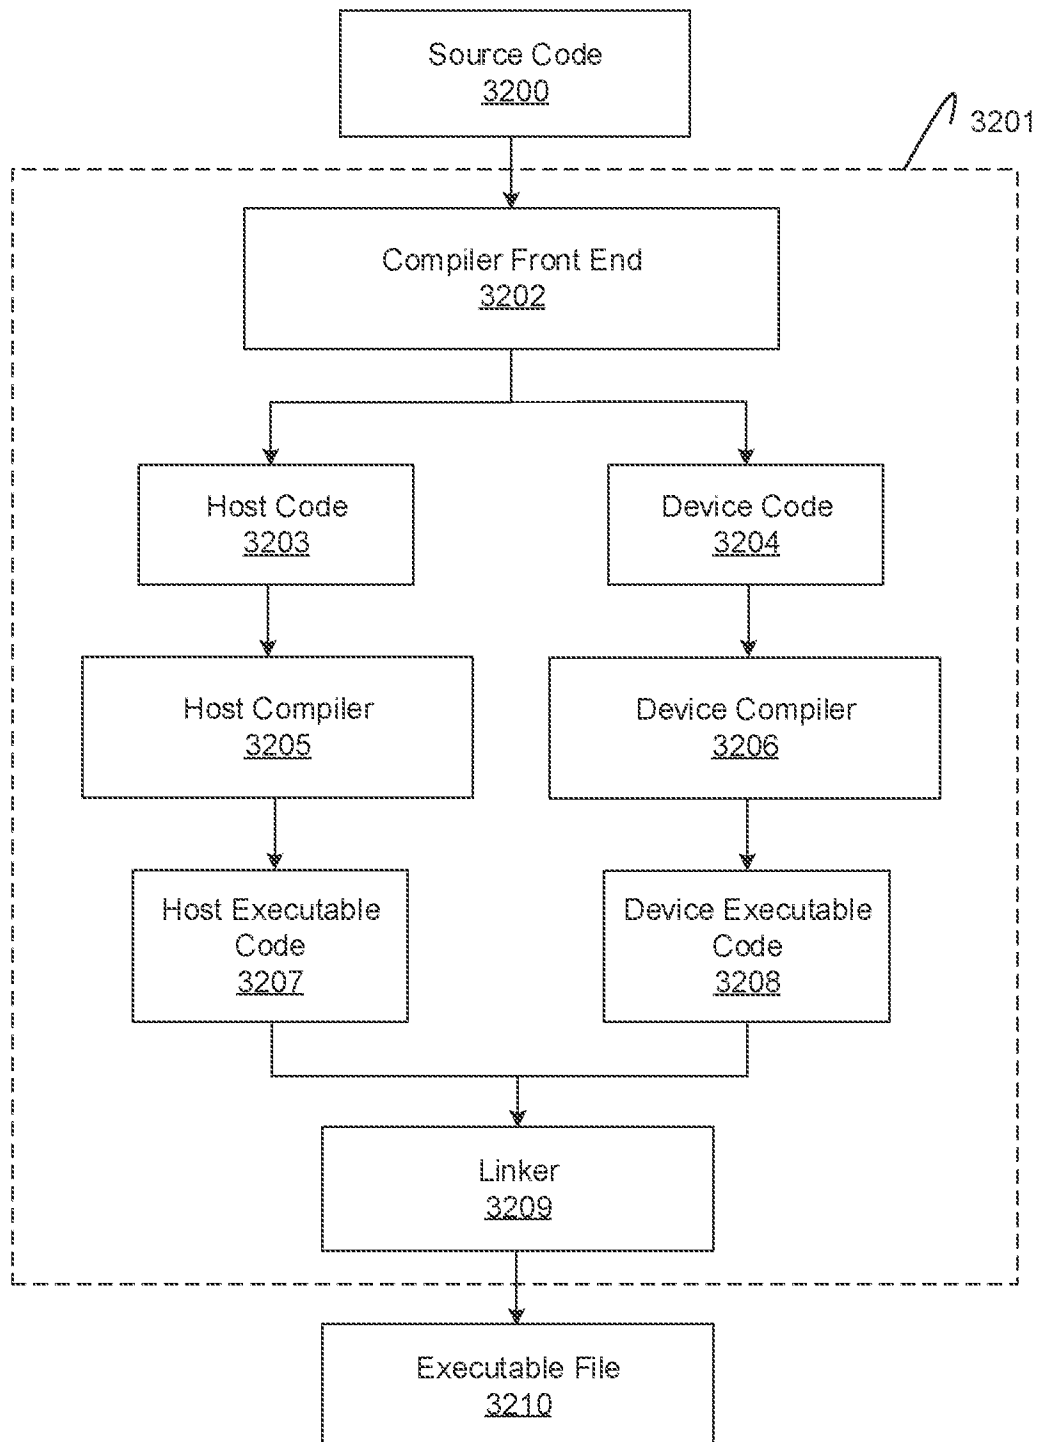 Source Code
3200
3201
Compiler Front End
3202
Host Code
3203
Device Code
3204
Host Compiler
3205
Device Compiler
3206
Host Executable
Code
3207
Device Executable
Code
3208
Linker
3209
Executable File
3210